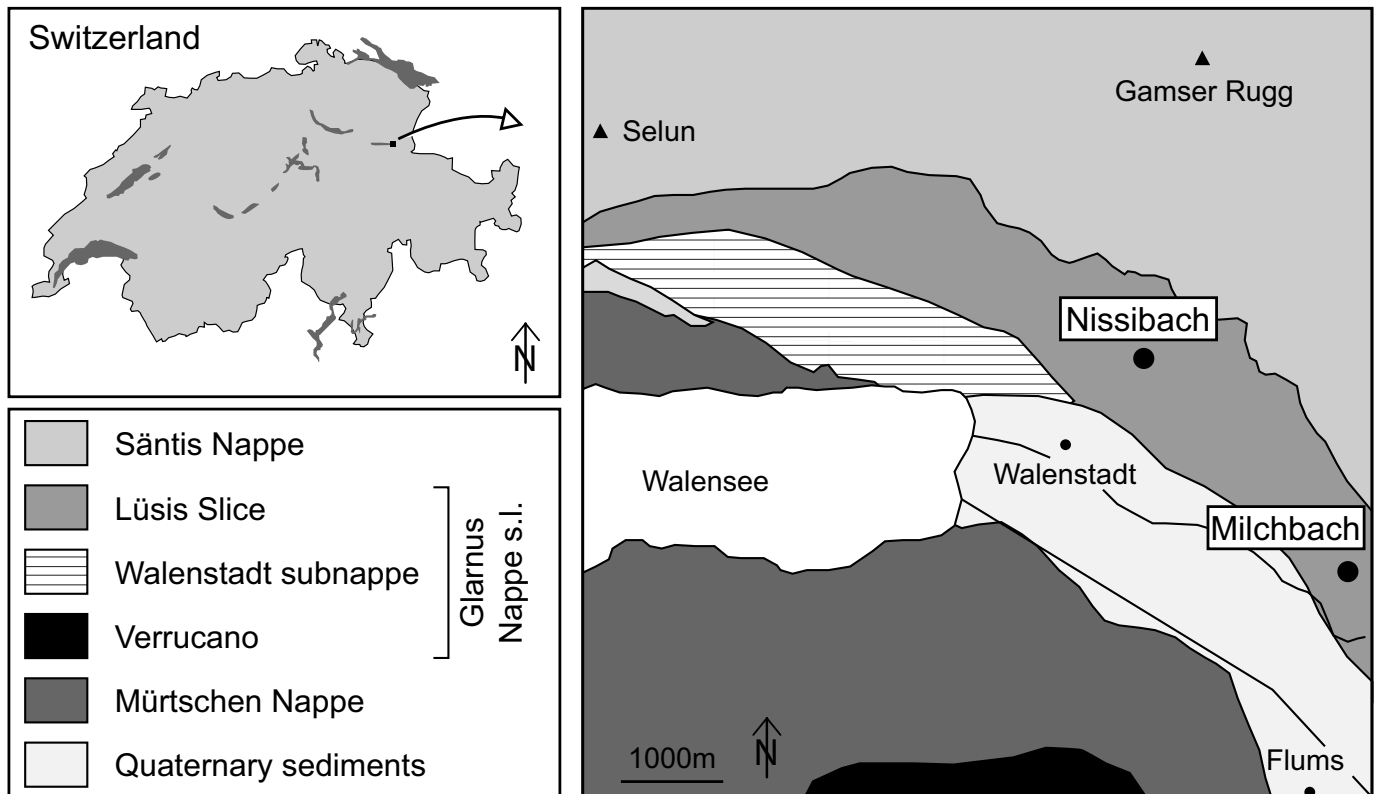 Switzerland
N
Säntis Nappe
Lüsis Slice
Walenstadt subnappe
Verrucano
Mürtschen Nappe
Quaternary sediments
Glarnus
Nappe s.l.
Gamser Rugg
Selun
Nissibach
Walensee
Walenstadt
Milchbach
1000m
N
Flums